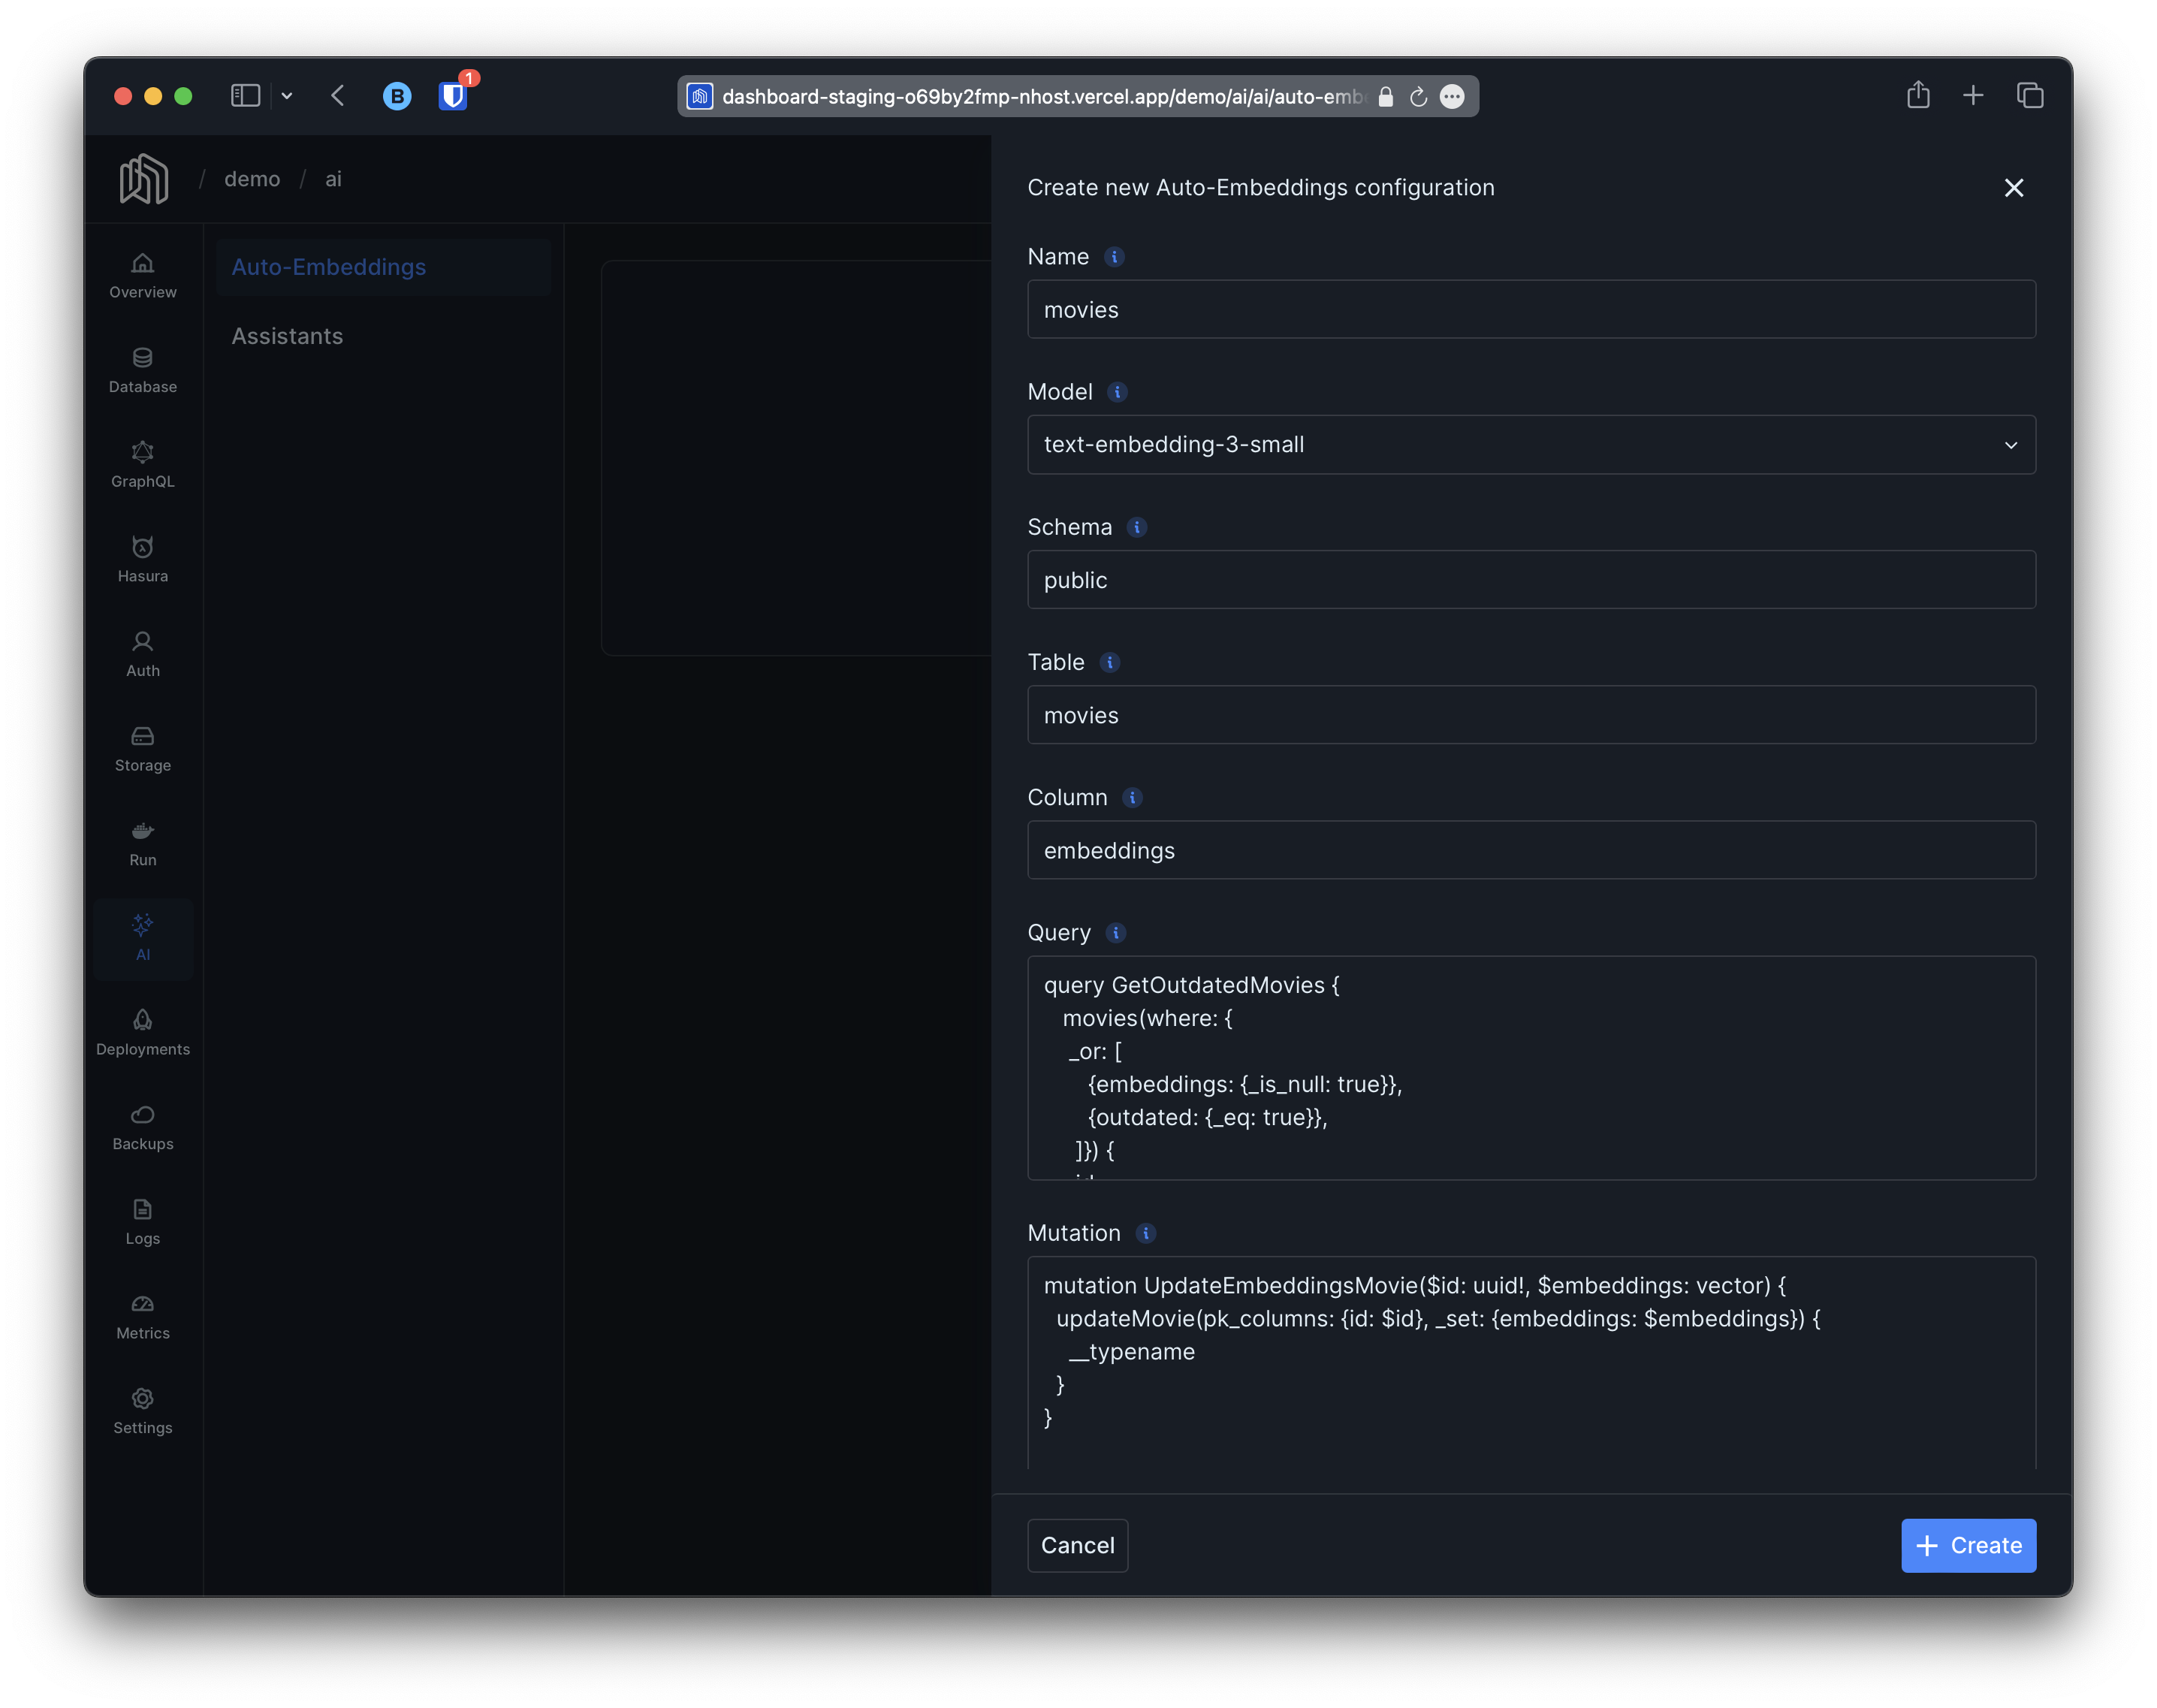 1
B
dashboard-staging-o69by2fmp-nhost.vercel.app/demo/ai/ai/auto-emb
/ demo / ai
Overview
Database
GraphQL
Hasura
Auth
Storage
Run
AI
Deployments
Backups
Logs
Metrics
Settings
Auto-Embeddings
Assistants
Create new Auto-Embeddings configuration
Name
movies
Model
text-embedding-3-small
Schema
public
Table
movies
Column
embeddings
Query
query GetOutdatedMovies {
movies(where: {
_or: [
{embeddings: {_is_null: true}},
{outdated: {_eq: true}},
]}) {
Mutation
mutation UpdateEmbeddingsMovie($id: uuid!, $embeddings: vector) {
updateMovie(pk_columns: {id: $id}, _set: {embeddings: $embeddings}) {
__typename
}
}
Cancel
+ Create